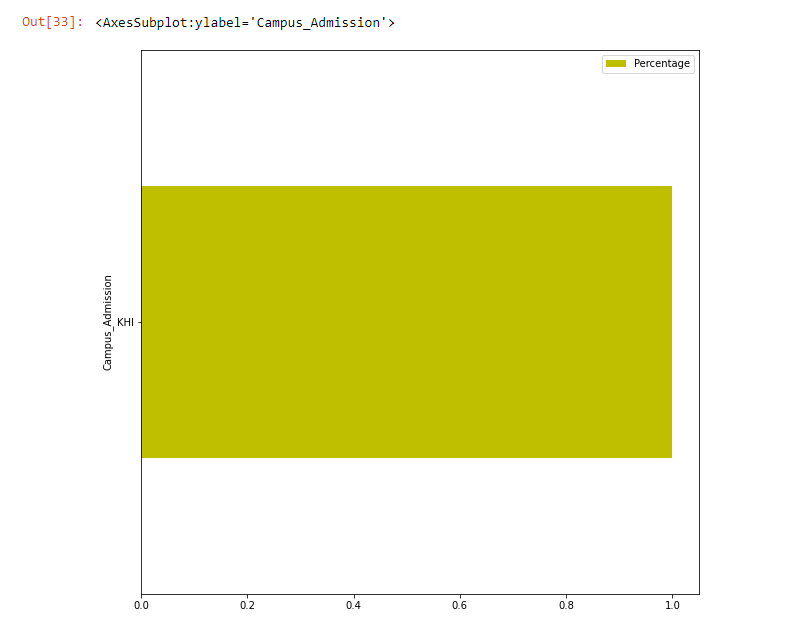 Out[33]: <AxesSubplot:ylabel='Campus_Admission'>
Percentage
Campus_Admission
KHI
0.0 0.2 0.4 0.6 0.8 1.0